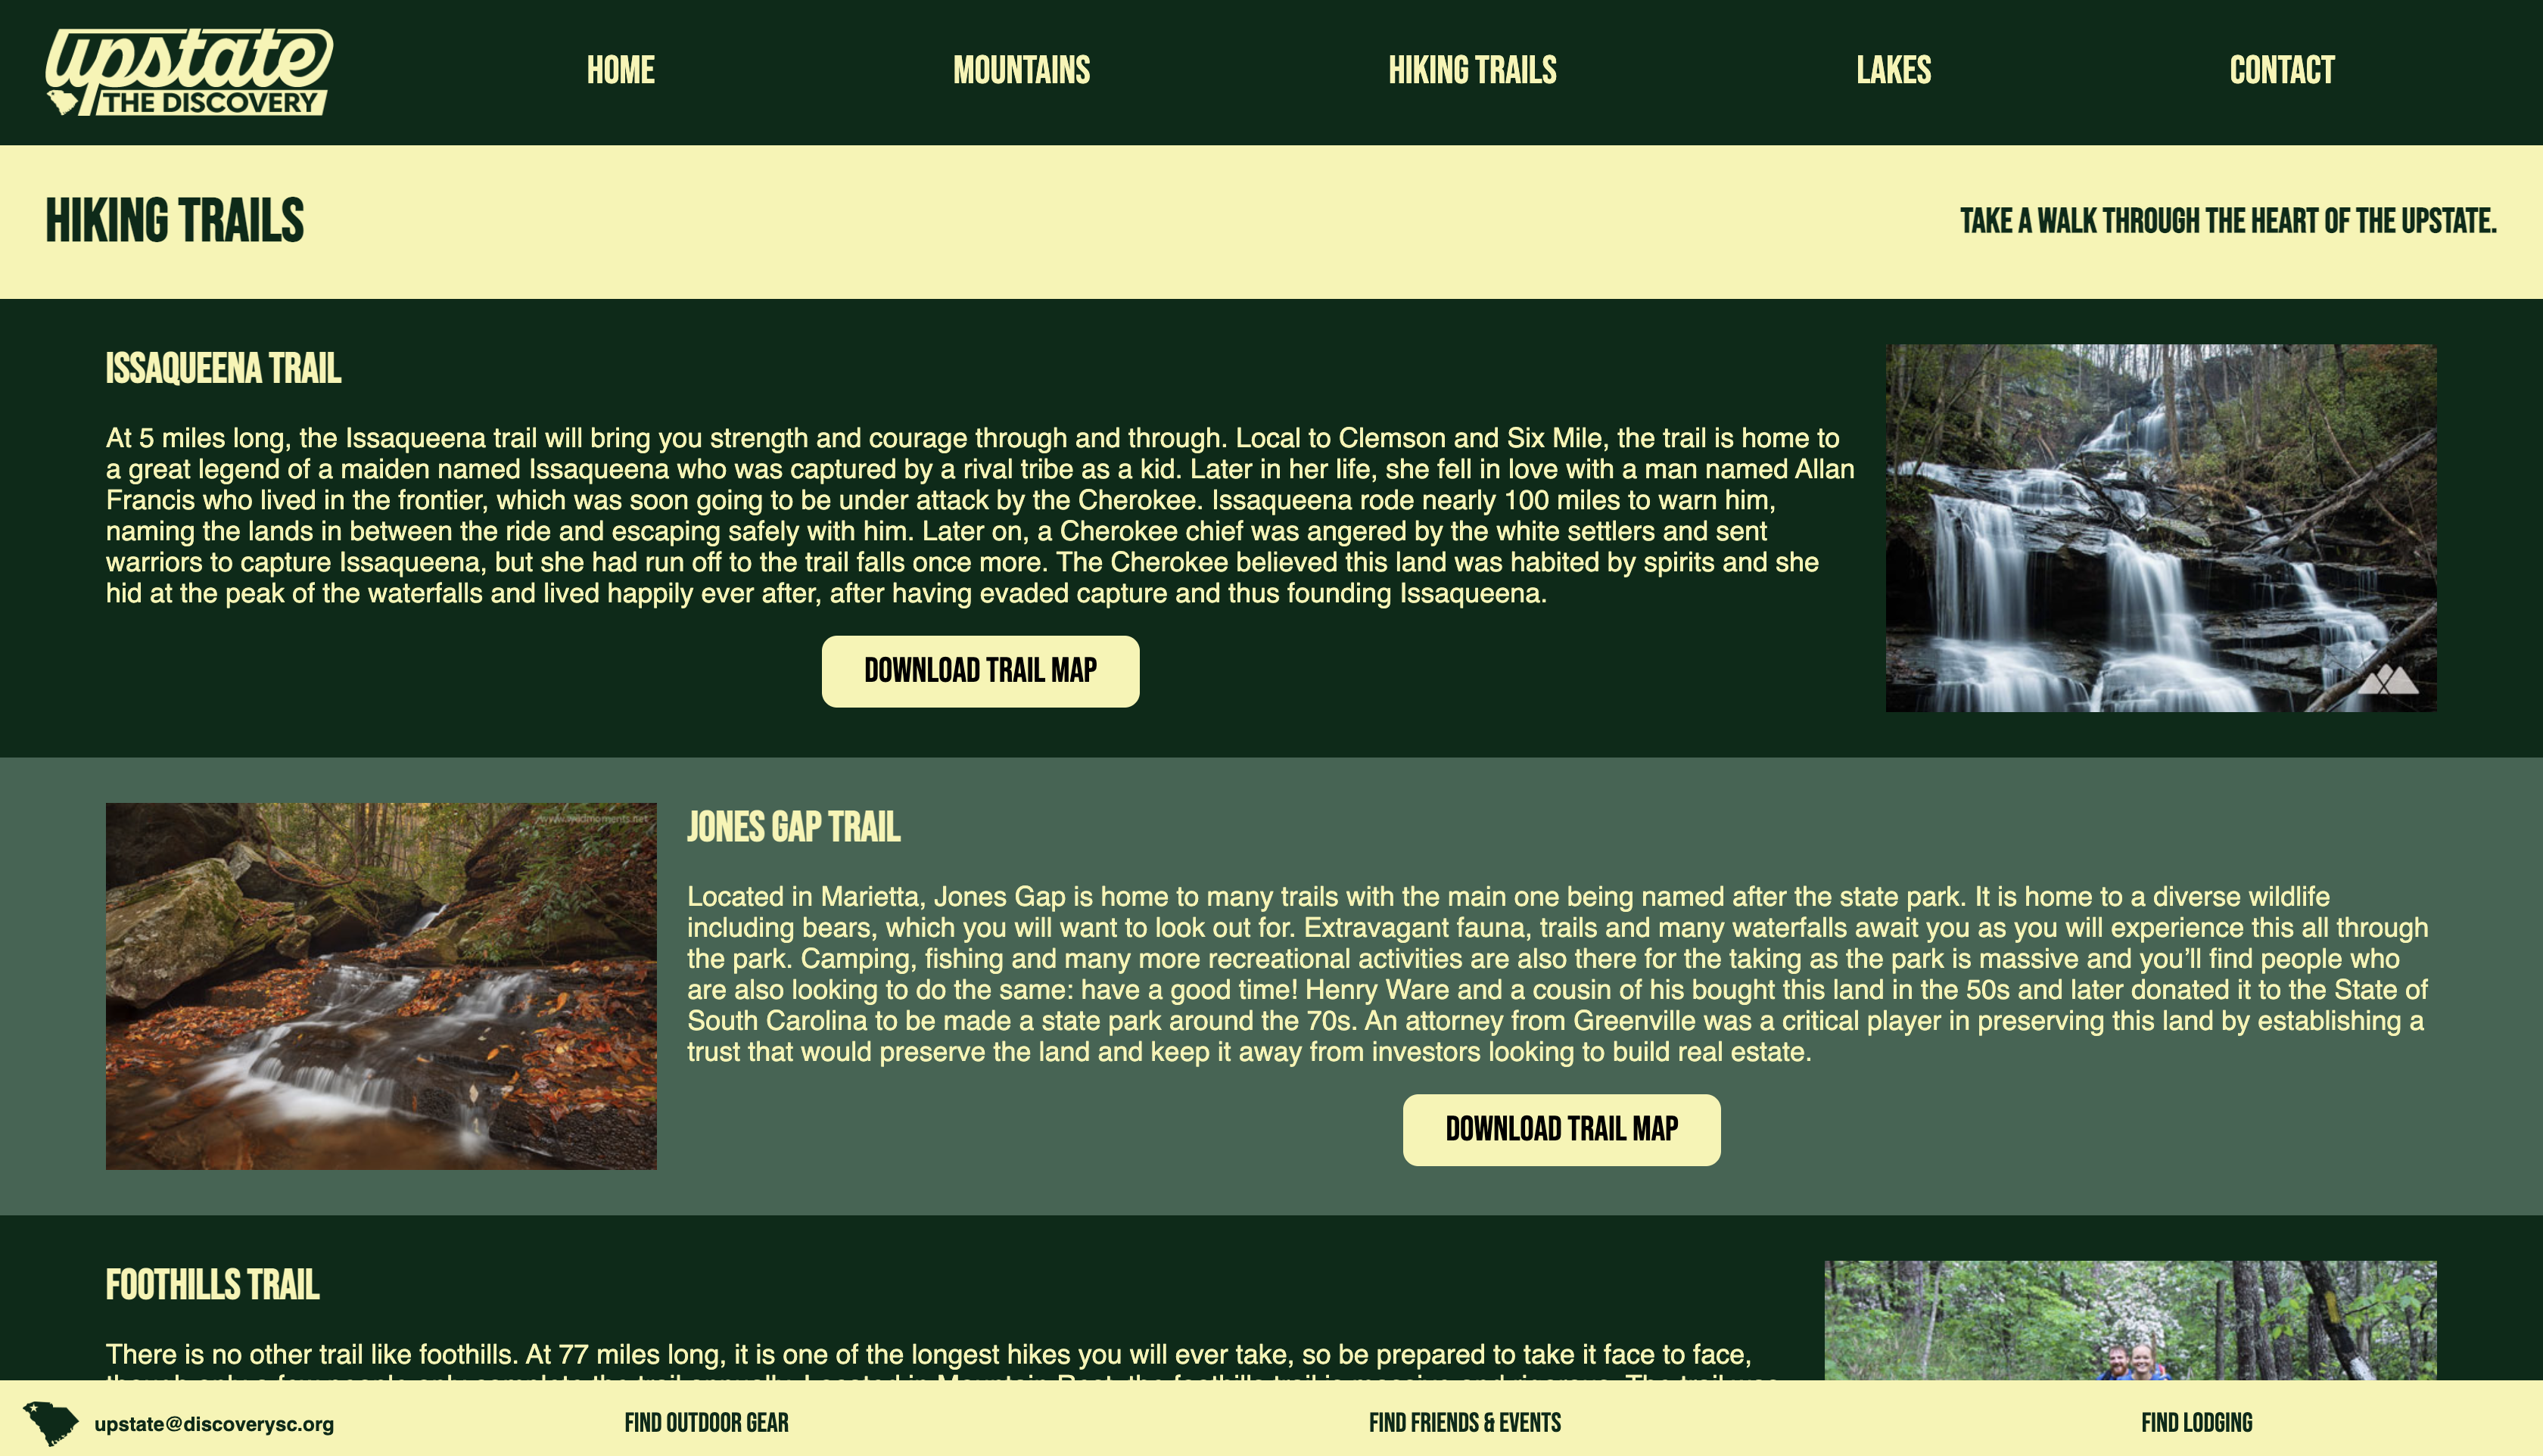 upstate
THE DISCOVERY
HOME
MOUNTAINS
HIKING TRAILS
LAKES
CONTACT
HIKING TRAILS
TAKE A WALK THROUGH THE HEART OF THE UPSTATE.
ISSAQUEENA TRAIL
At 5 miles long, the Issaqueena trail will bring you strength and courage through and through. Local to Clemson and Six Mile, the trail is home to
a great legend of a maiden named Issaqueena who was captured by a rival tribe as a kid. Later in her life, she fell in love with a man named Allan
Francis who lived in the frontier, which was soon going to be under attack by the Cherokee. Issaqueena rode nearly 100 miles to warn him,
naming the lands in between the ride and escaping safely with him. Later on, a Cherokee chief was angered by the white settlers and sent
warriors to capture Issaqueena, but she had run off to the trail falls once more. The Cherokee believed this land was habited by spirits and she
hid at the peak of the waterfalls and lived happily ever after, after having evaded capture and thus founding Issaqueena.
DOWNLOAD TRAIL MAP
www.wildmoments.net
JONES GAP TRAIL
Located in Marietta, Jones Gap is home to many trails with the main one being named after the state park. It is home to a diverse wildlife
including bears, which you will want to look out for. Extravagant fauna, trails and many waterfalls await you as you will experience this all through
the park. Camping, fishing and many more recreational activities are also there for the taking as the park is massive and you’ll find people who
are also looking to do the same: have a good time! Henry Ware and a cousin of his bought this land in the 50s and later donated it to the State of
South Carolina to be made a state park around the 70s. An attorney from Greenville was a critical player in preserving this land by establishing a
trust that would preserve the land and keep it away from investors looking to build real estate.
DOWNLOAD TRAIL MAP
FOOTHILLS TRAIL
There is no other trail like foothills. At 77 miles long, it is one of the longest hikes you will ever take, so be prepared to take it face to face,
upstate@discoverysc.org
FIND OUTDOOR GEAR
FIND FRIENDS & EVENTS
FIND LODGING